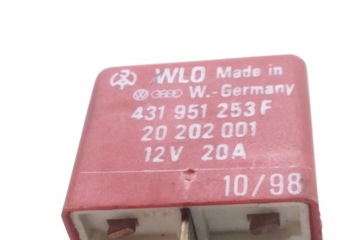 WLO Made in
W.-Germany
431 951 253 F
20 202 001
12V 20A
10/98